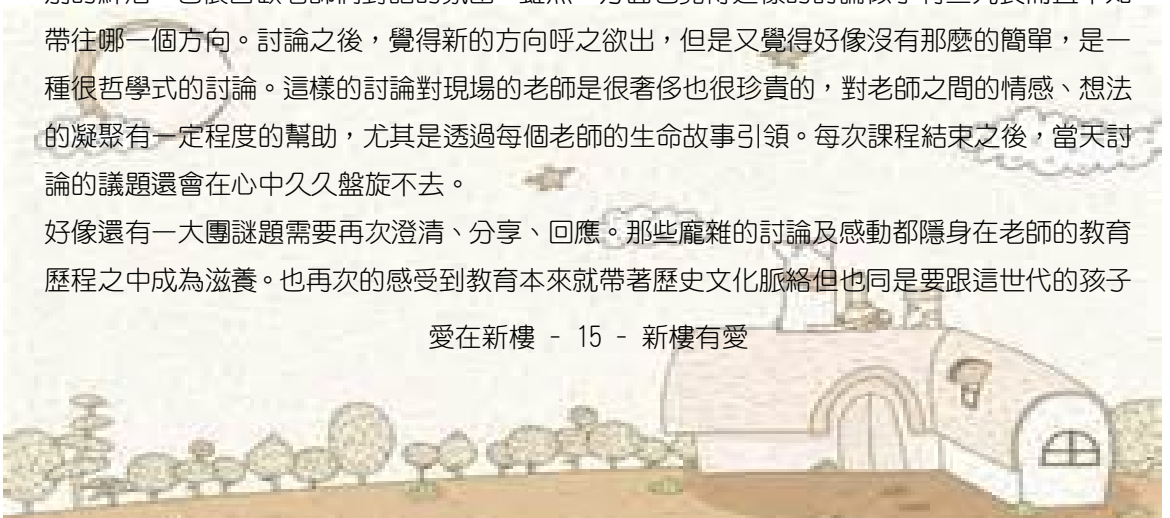 帶往哪一個方向。討論之後，覺得新的方向呼之欲出，但是又覺得好像沒有那麼的簡單，是一
種很哲學式的討論。這樣的討論對現場的老師是很奢侈也很珍貴的，對老師之間的情感、想法
的凝聚有一定程度的幫助，尤其是透過每個老師的生命故事引領。每次課程結束之後，當天討
論的議題還會在心中久久盤旋不去。
好像還有一大團謎題需要再次澄清、分享、回應。那些龐雜的討論及感動都隱身在老師的教育
歷程之中成為滋養。也再次的感受到教育本來就帶著歷史文化脈絡但也同是要跟這世代的孩子
愛在新樓 - 15 - 新樓有愛